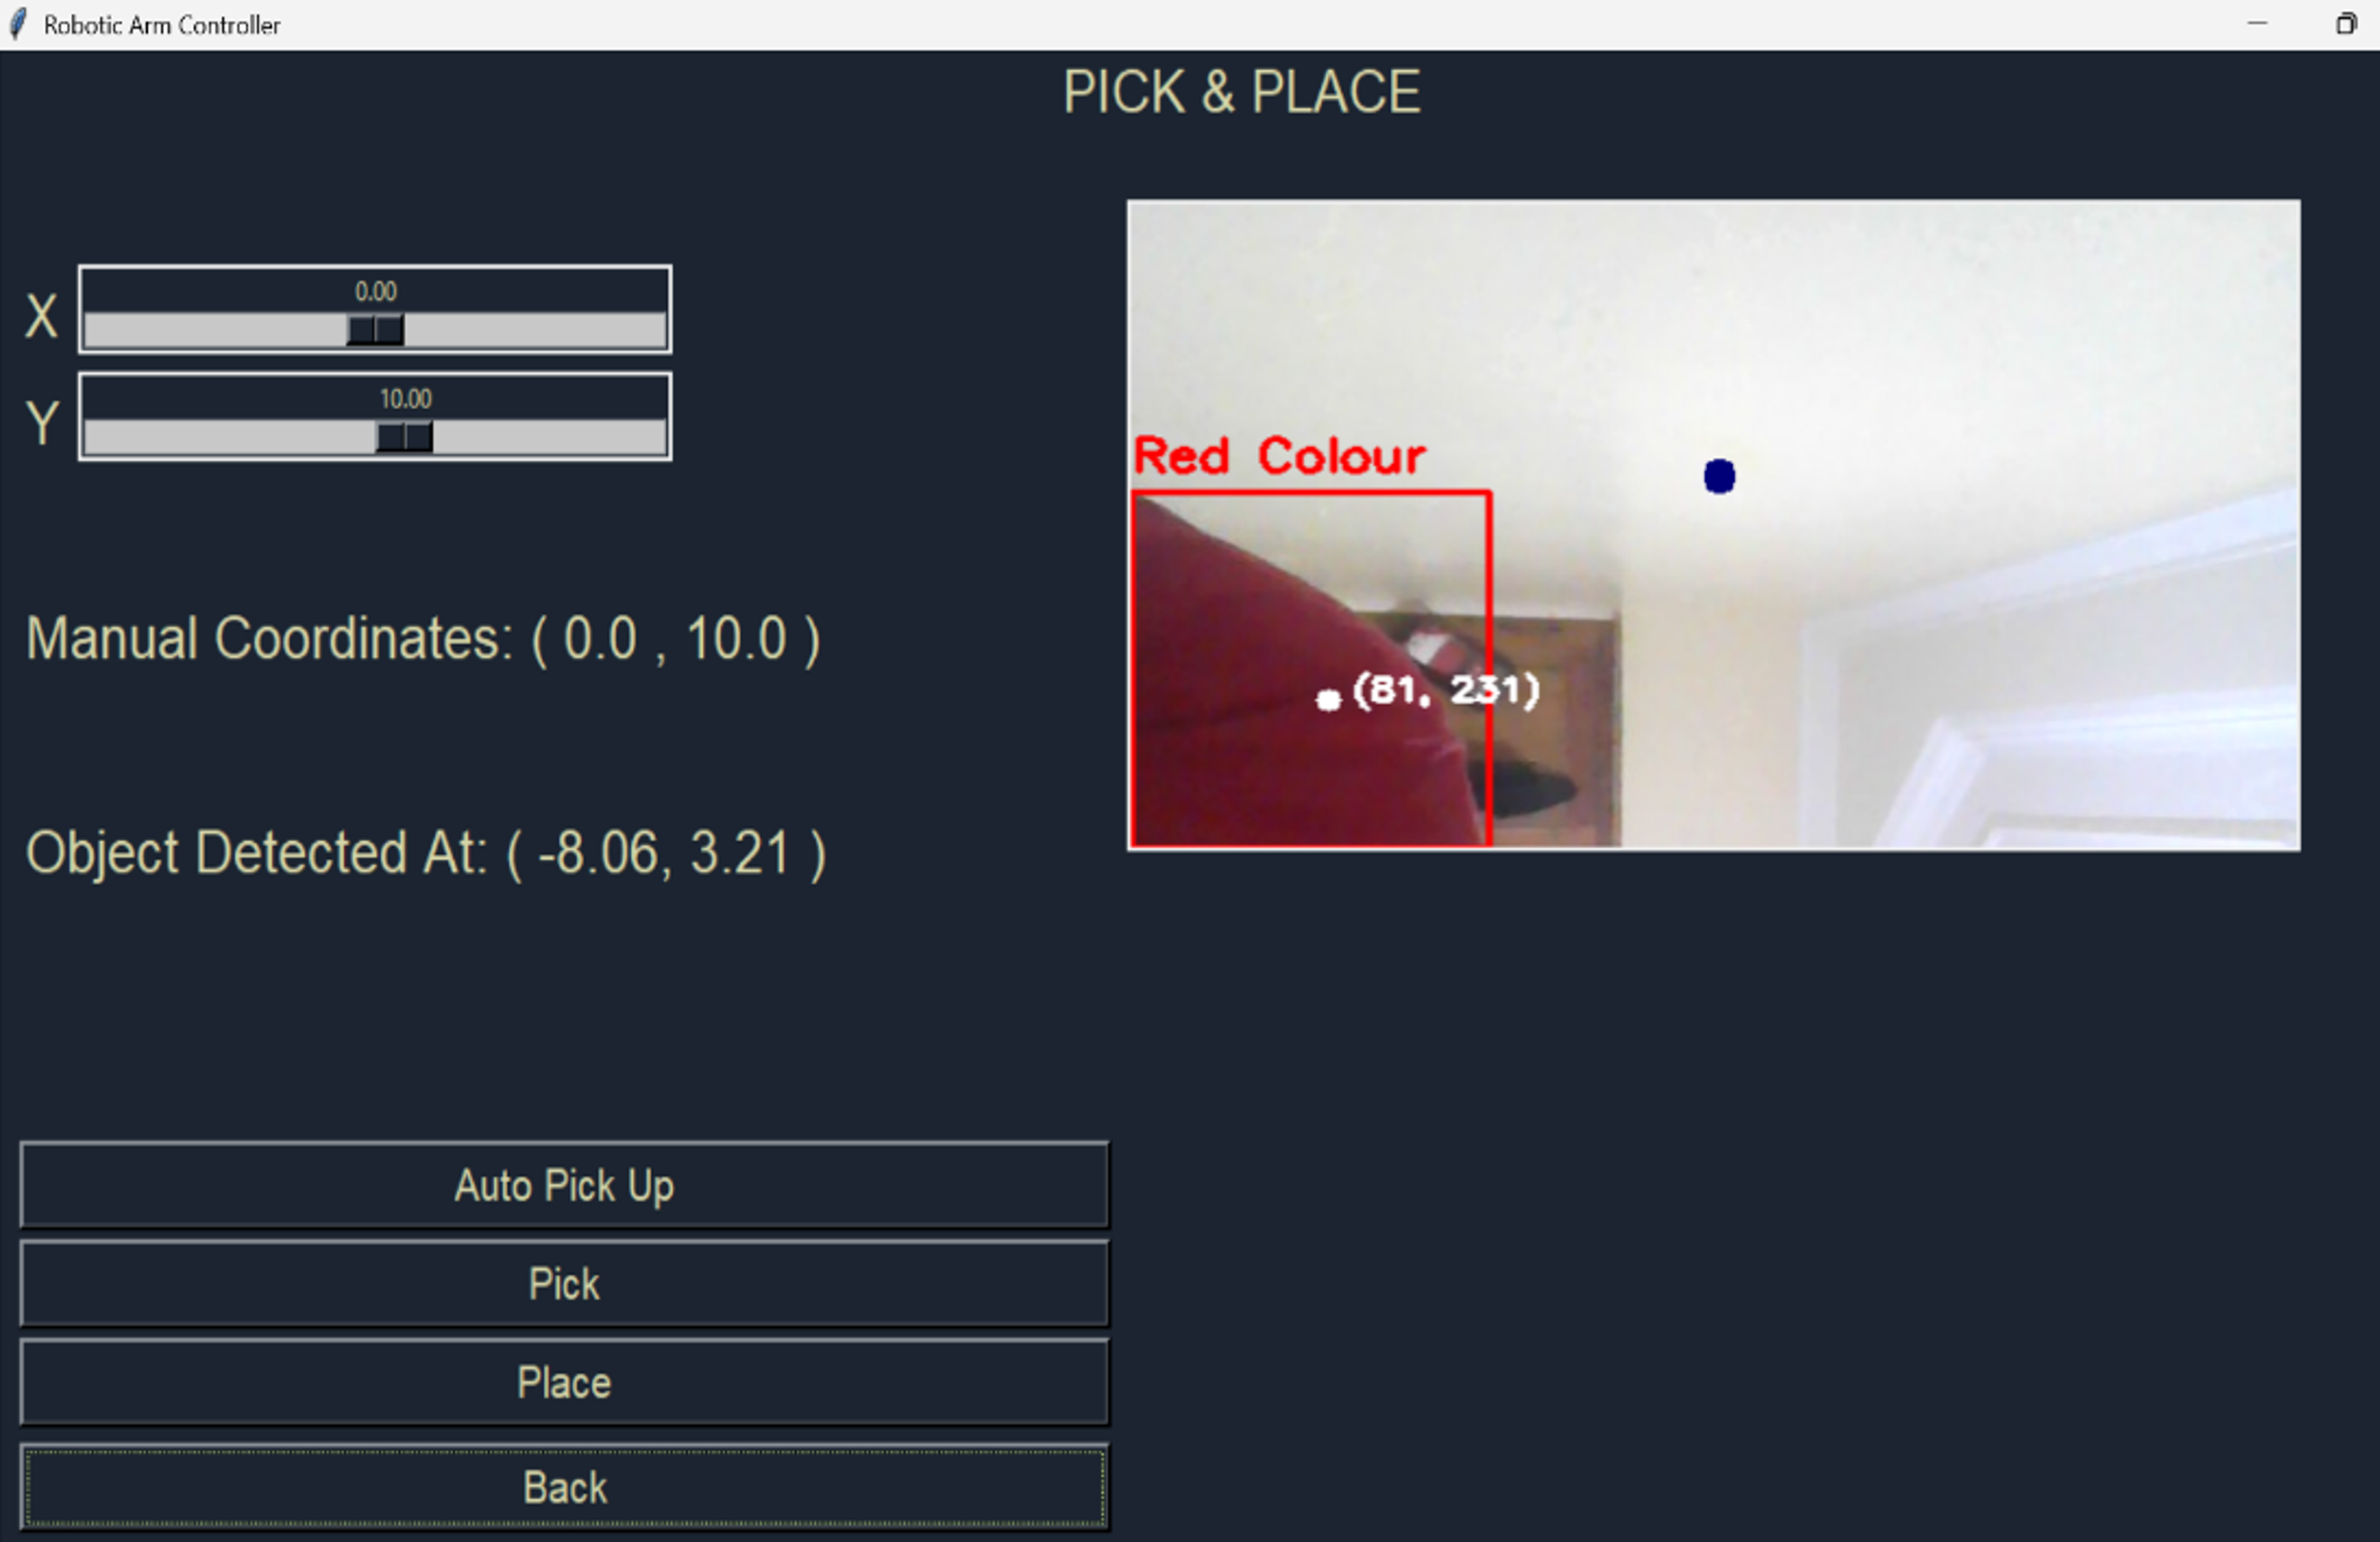 Robotic Arm Controller
PICK & PLACE
X
0.00
Y
10.00
Manual Coordinates: ( 0.0 , 10.0 )
Object Detected At: ( -8.06, 3.21 )
Red Colour
(81, 231)
Auto Pick Up
Pick
Place
Back